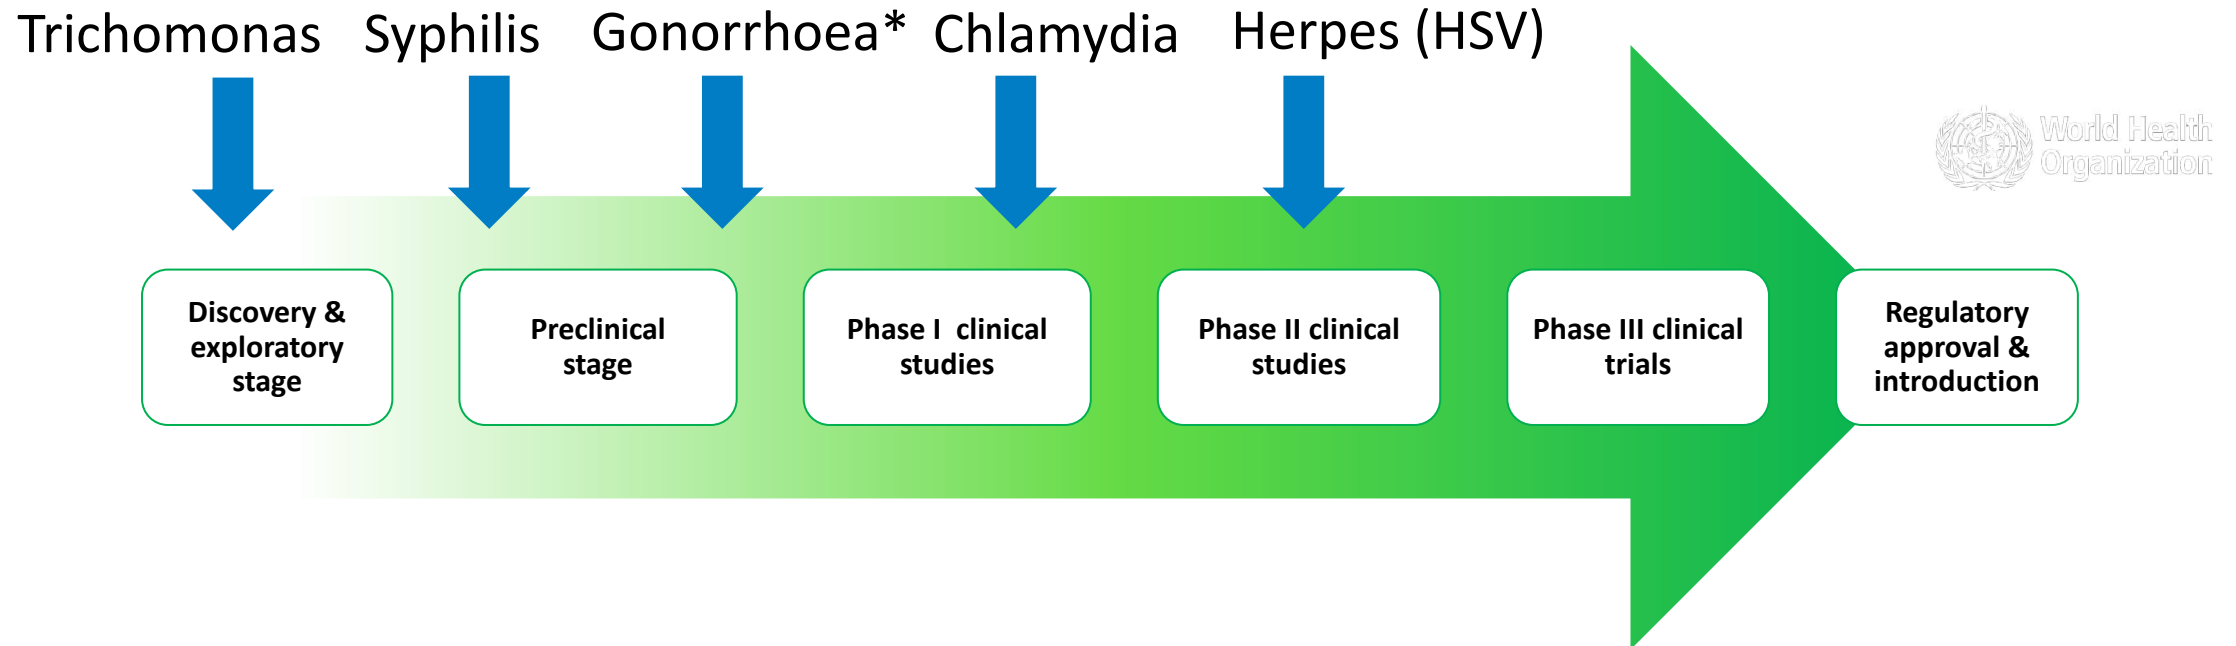 Trichomonas Syphilis Gonorrhoea* Chlamydia Herpes (HSV)
World Health
Organization
Discovery &
exploratory
stage
Preclinical
stage
Phase I clinical
studies
Phase II clinical
studies
Phase III clinical
trials
Regulatory
approval &
introduction